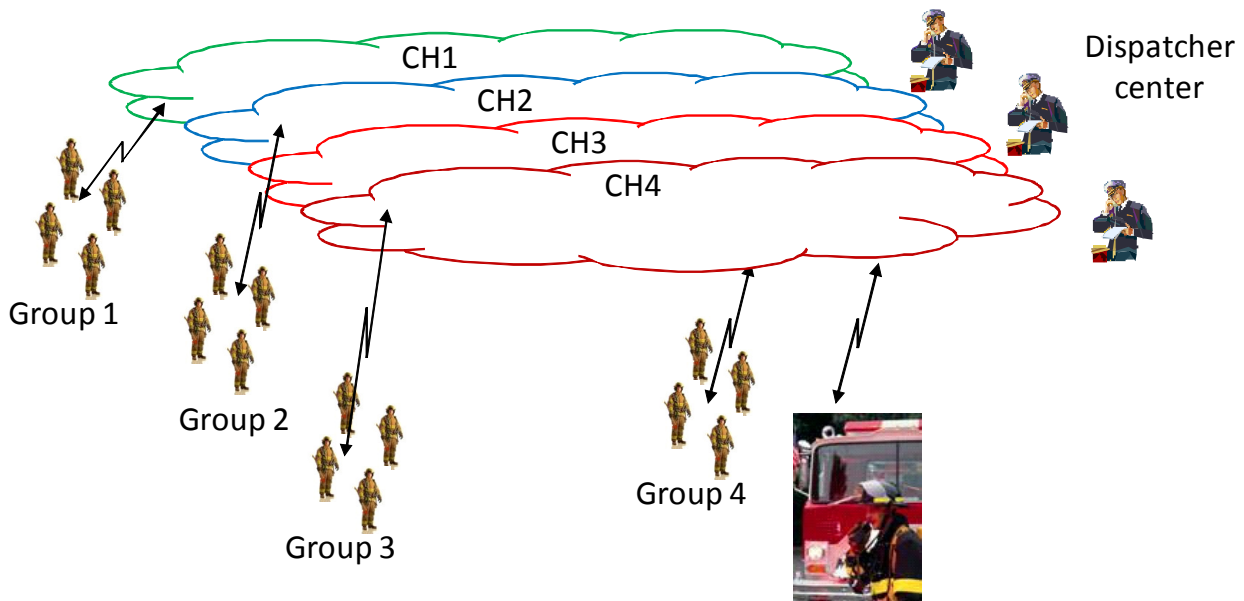 CH1
CH2
CH3
CH4
Dispatcher
center
Group 1
Group 2
Group 3
Group 4